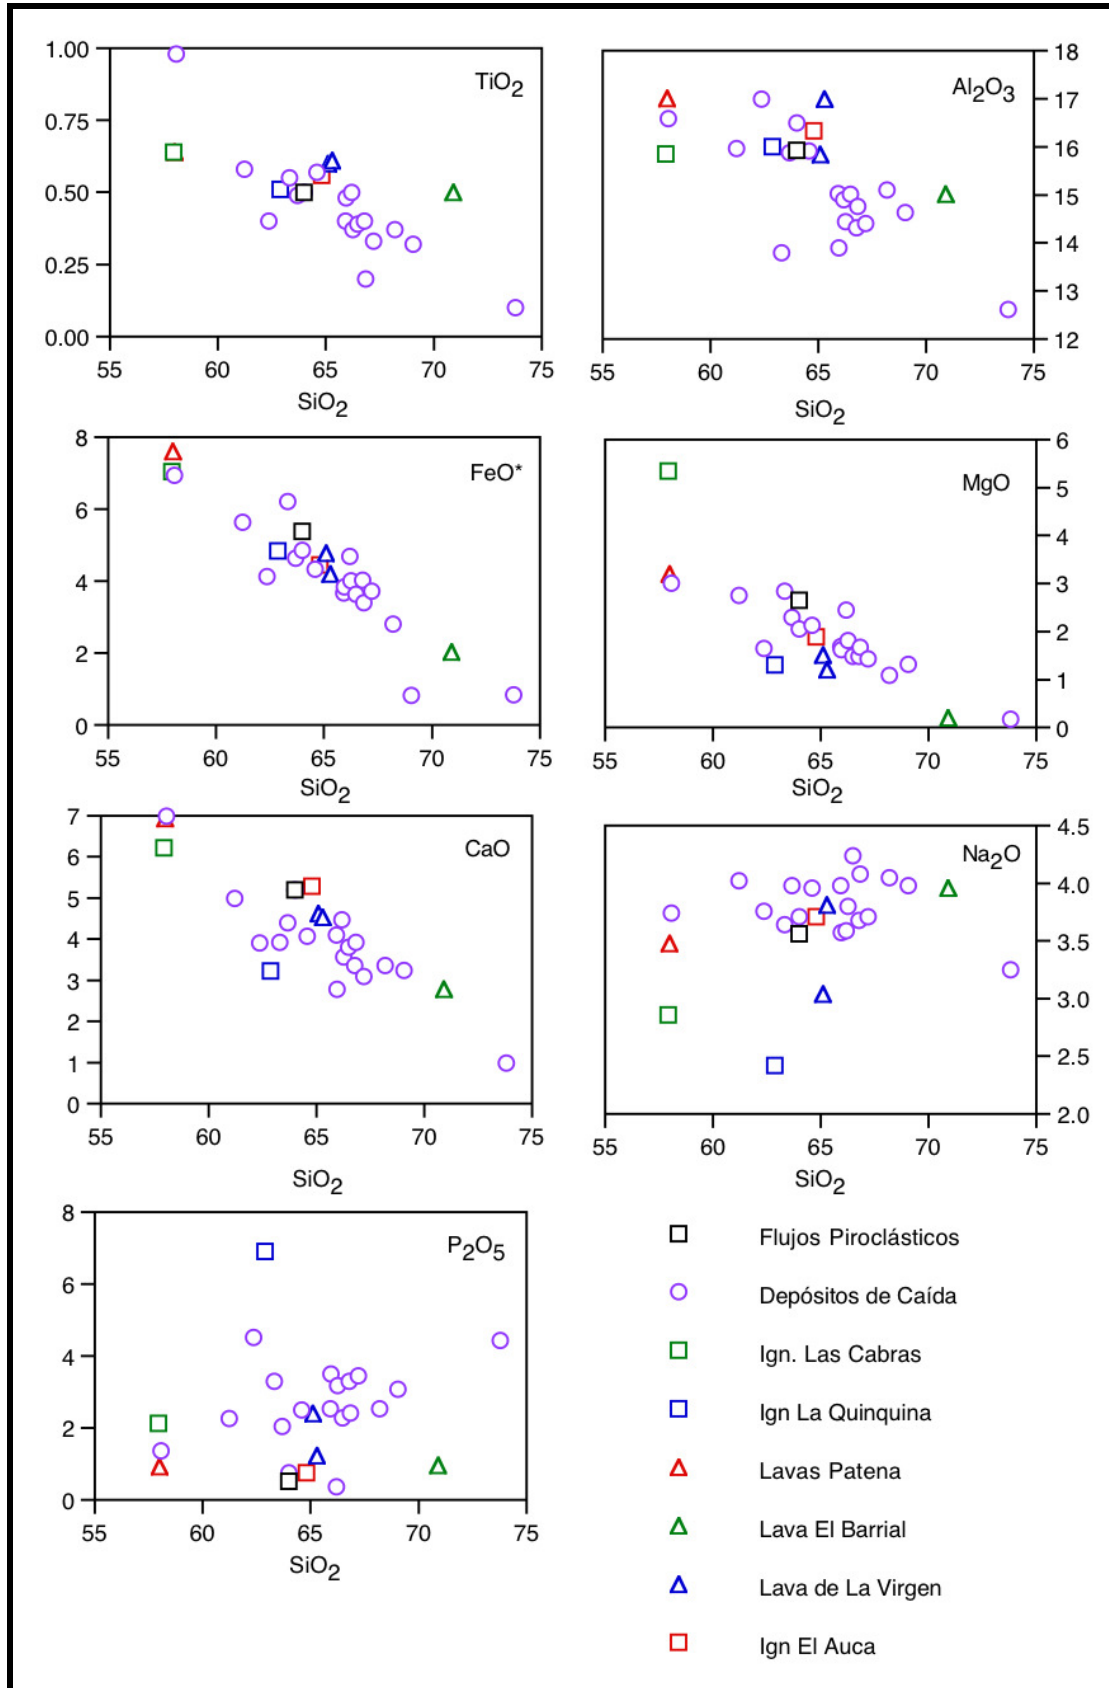 1.00
0.75
0.50
0.25
0.00
TiO2
55 60 65 70 75
SiO2
18
17
16
15
14
13
12
Al2O3
55 60 65 70 75
SiO2
8
6
4
2
0
FeO*
55 60 65 70 75
SiO2
6
5
4
3
2
1
0
MgO
55 60 65 70 75
SiO2
7
6
5
4
3
2
1
0
CaO
55 60 65 70 75
SiO2
4.5
4.0
3.5
3.0
2.5
2.0
Na2O
55 60 65 70 75
SiO2
8
6
4
2
0
P2O5
55 60 65 70 75
SiO2
Flujos Piroclásticos
Depósitos de Caída
Ign. Las Cabras
Ign La Quinquina
Lavas Patena
Lava El Barrial
Lava de La Virgen
Ign El Auca